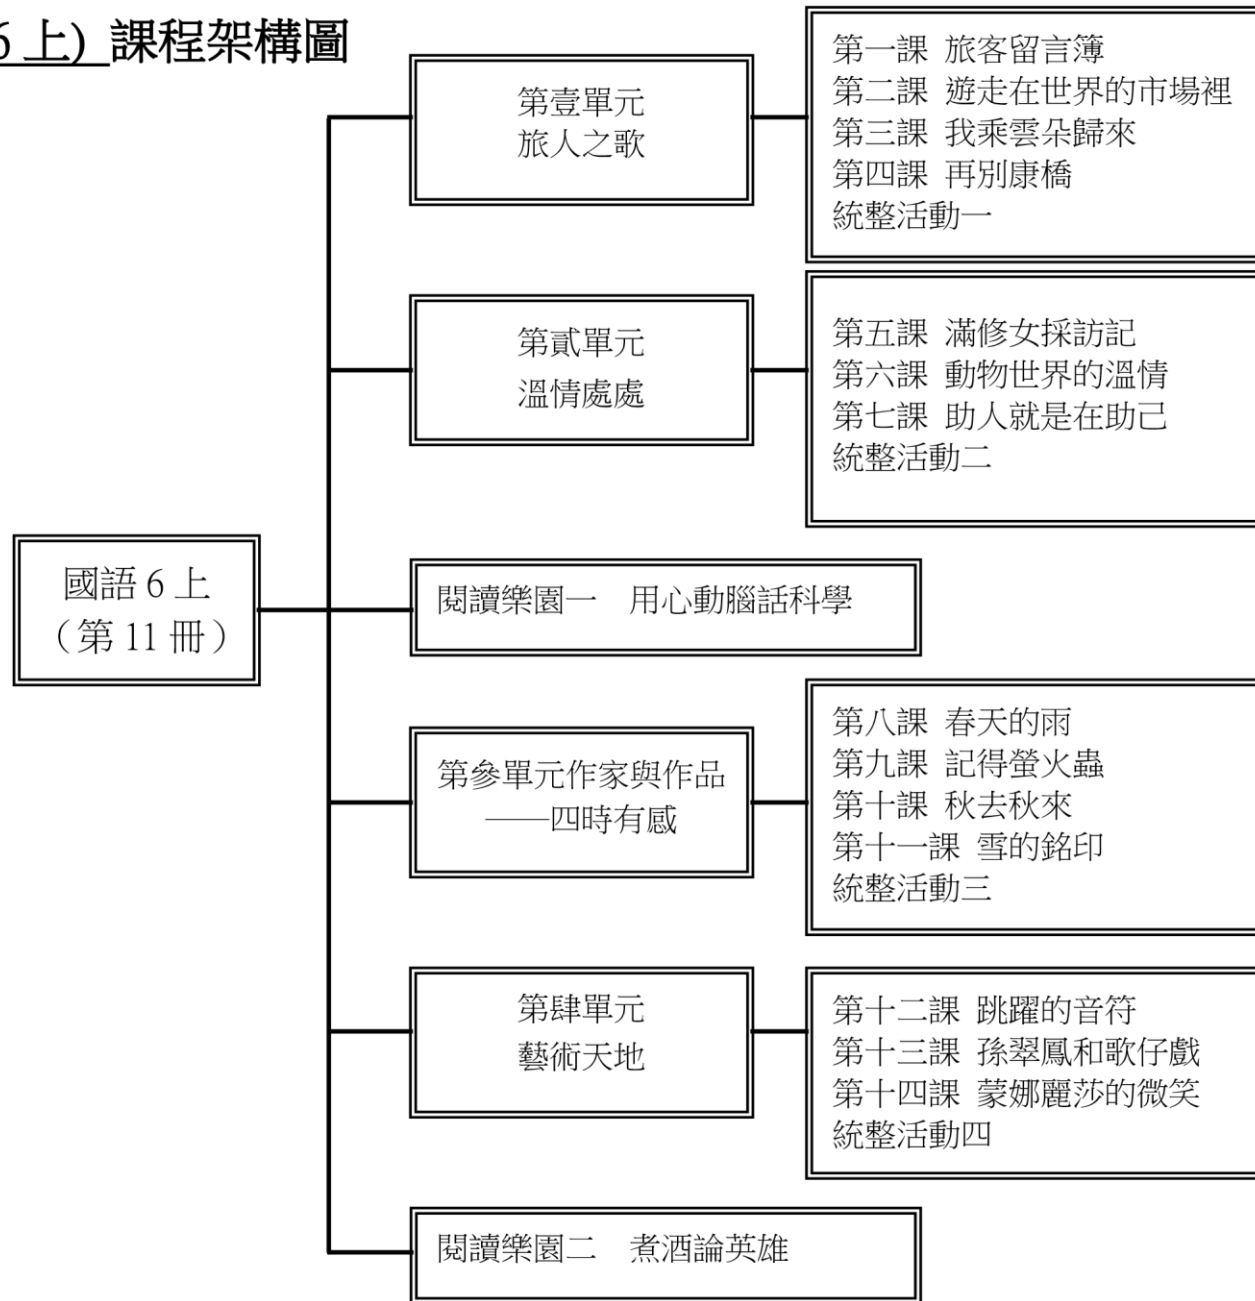 6 上) 課程架構圖
國語 6 上
（第 11 冊）
第壹單元
旅人之歌
第一課 旅客留言簿
第二課 遊走在世界的市場裡
第三課 我乘雲朵歸來
第四課 再別康橋
統整活動一
第貳單元
溫情處處
第五課 滿修女採訪記
第六課 動物世界的溫情
第七課 助人就是在助己
統整活動二
閱讀樂園一　用心動腦話科學
第參單元作家與作品
——四時有感
第八課 春天的雨
第九課 記得螢火蟲
第十課 秋去秋來
第十一課 雪的銘印
統整活動三
第肆單元
藝術天地
第十二課 跳躍的音符
第十三課 孫翠鳳和歌仔戲
第十四課 蒙娜麗莎的微笑
統整活動四
閱讀樂園二　煮酒論英雄